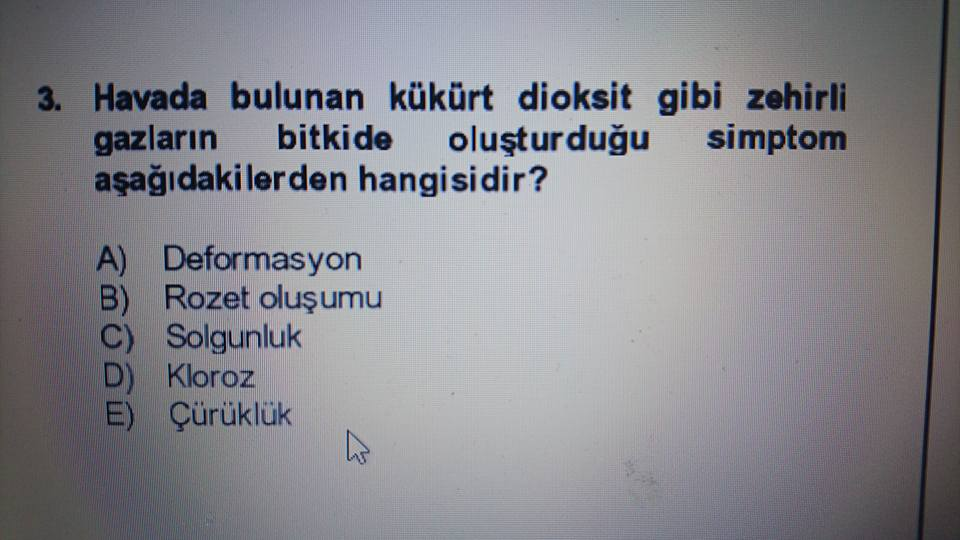 3. Havada bulunan kükürt dioksit gibi zehirli
gazların bitkide oluşturduğu simptom
aşağıdakilerden hangisidir?
A) Deformasyon
B) Rozet oluşumu
C) Solgunluk
D) Kloroz
E) Çürüklük